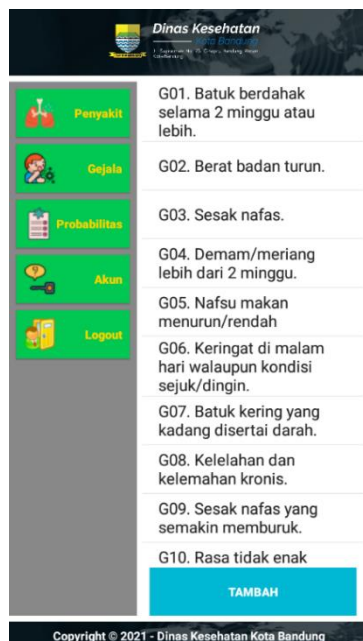 Dinas Kesehatan
Kota Bandung
Penyakit
Gejala
Probabilitas
Akun
Logout
G01. Batuk berdahak
selama 2 minggu atau
lebih.
G02. Berat badan turun.
G03. Sesak nafas.
G04. Demam/meriang
lebih dari 2 minggu.
G05. Nafsu makan
menurun/rendah
G06. Keringat di malam
hari walaupun kondisi
sejuk/dingin.
G07. Batuk kering yang
kadang disertai darah.
G08. Kelelahan dan
kelemahan kronis.
G09. Sesak nafas yang
semakin memburuk.
G10. Rasa tidak enak
TAMBAH
Copyright © 2021 - Dinas Kesehatan Kota Bandung